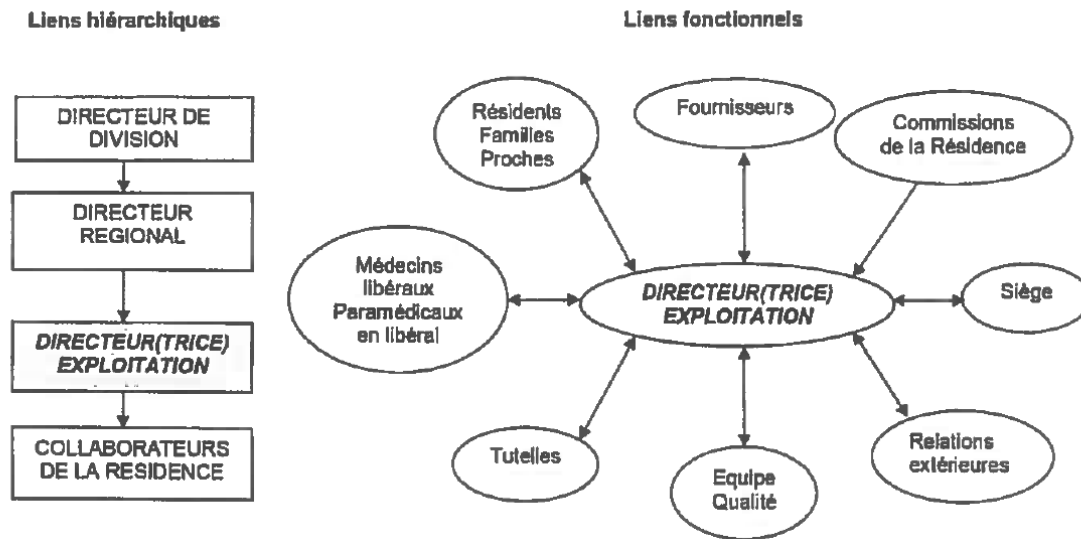 Liens hiérarchiques
DIRECTEUR DE
DIVISION
DIRECTEUR
REGIONAL
DIRECTEUR(TRICE)
EXPLOITATION
COLLABORATEURS
DE LA RESIDENCE
Liens fonctionnels
Résidents
Familles
Proches
Fournisseurs
Commissions
de la Résidence
Médecins
libéraux
Paramédicaux
en libéral
DIRECTEUR(TRICE)
EXPLOITATION
Siège
Tutelles
Equipe
Qualité
Relations
extérieures